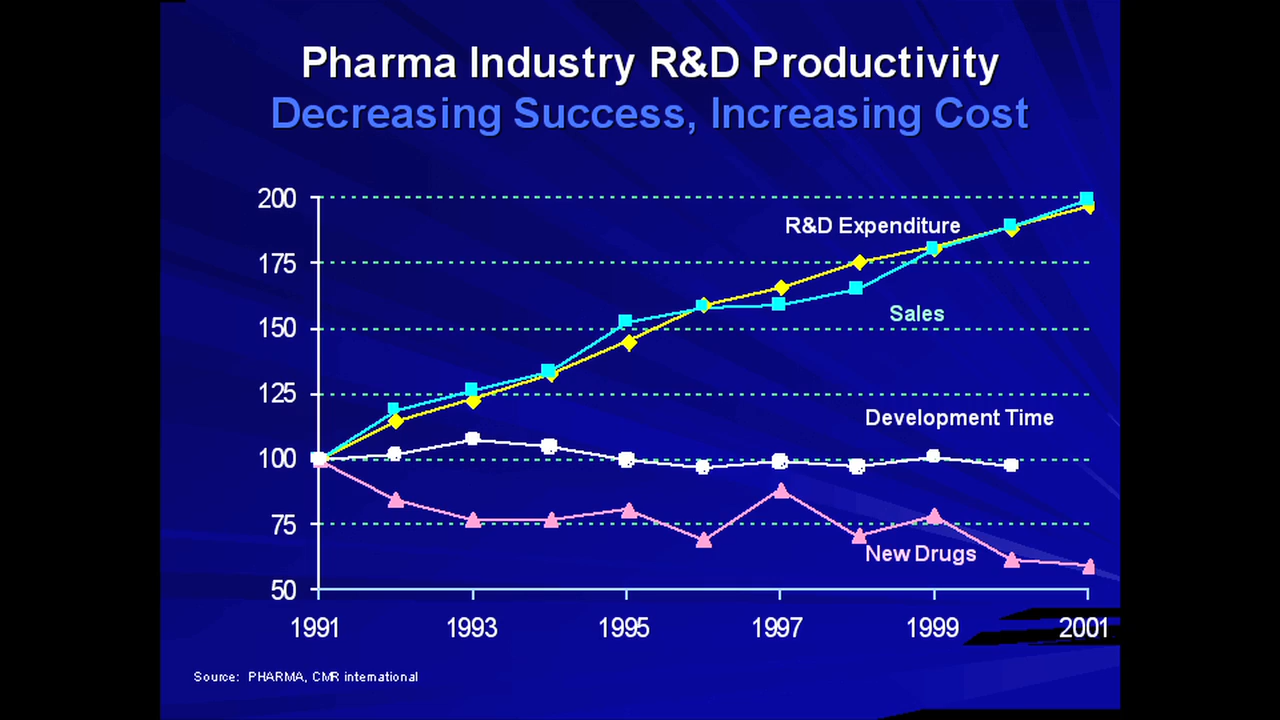 Pharma Industry R&D Productivity
Decreasing Success, Increasing Cost
200
R&D Expenditure
175
Sales
150
125
Development Time
100
75
New Drugs
50
1991 1993 1995 1997 1999 2001
Source: PHARMA, CMR international